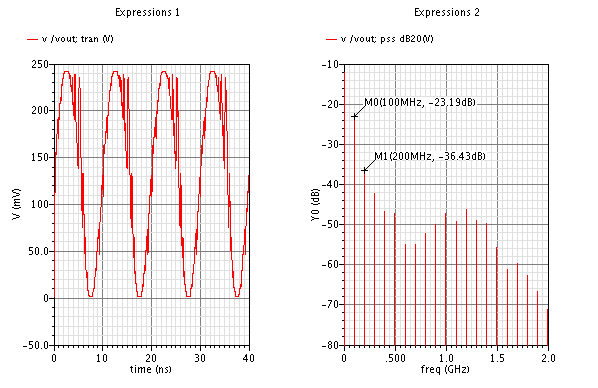 Expressions 1
v /vout; tran (V)
250
200
150
100
50.0
0
-50.0
V (mV)
0
10
20
30
40
time (ns)
Expressions 2
v /vout; pss dB20(V)
-10
-20
-30
-40
-50
-60
-70
-80
Y0 (dB)
M0(100MHz, -23.19dB)
M1(200MHz, -36.43dB)
0
.500
1.0
1.5
2.0
freq (GHz)